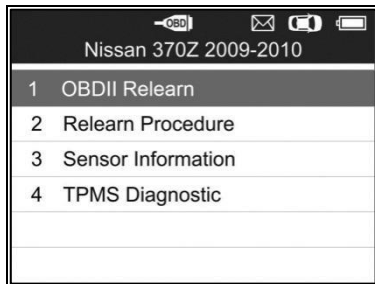 OBD
Nissan 370Z 2009-2010
1 OBDII Relearn
2 Relearn Procedure
3 Sensor Information
4 TPMS Diagnostic